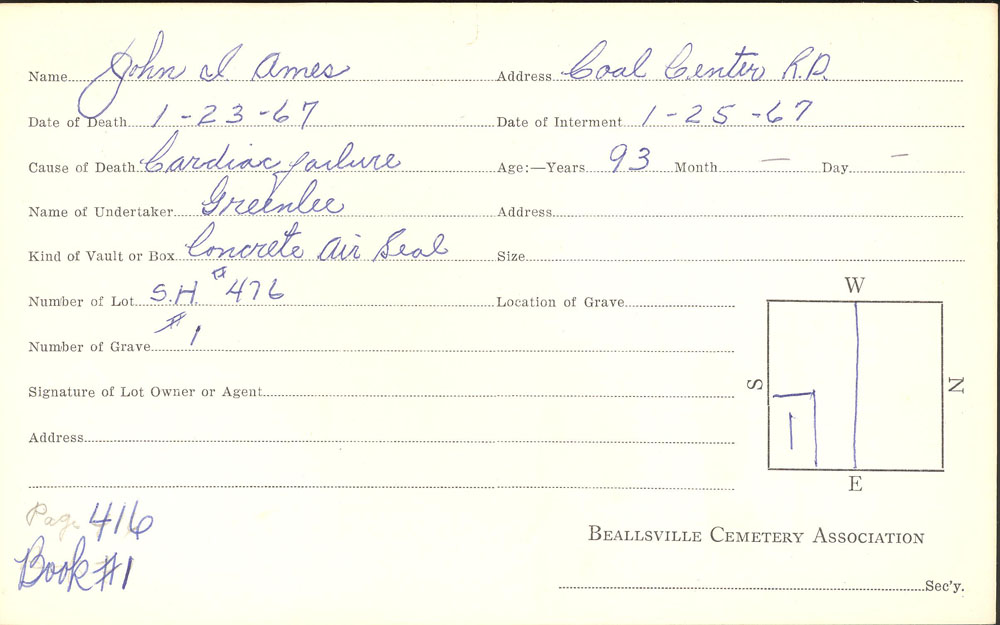 Name John I Ames Address Coal Center R.D.
Date of Death 1-23-67 Date of Interment 1-25-67
Cause of Death Cardiac failure Age:—Years 93 Month — Day —
Name of Undertaker Greenlee Address
Kind of Vault or Box Concrete Air Seal Size
Number of Lot S.H. #476 Location of Grave
Number of Grave #1
Signature of Lot Owner or Agent
Address
W
S
N
1
E
Page 416
Book #1
BEALLSVILLE CEMETERY ASSOCIATION
Sec'y.